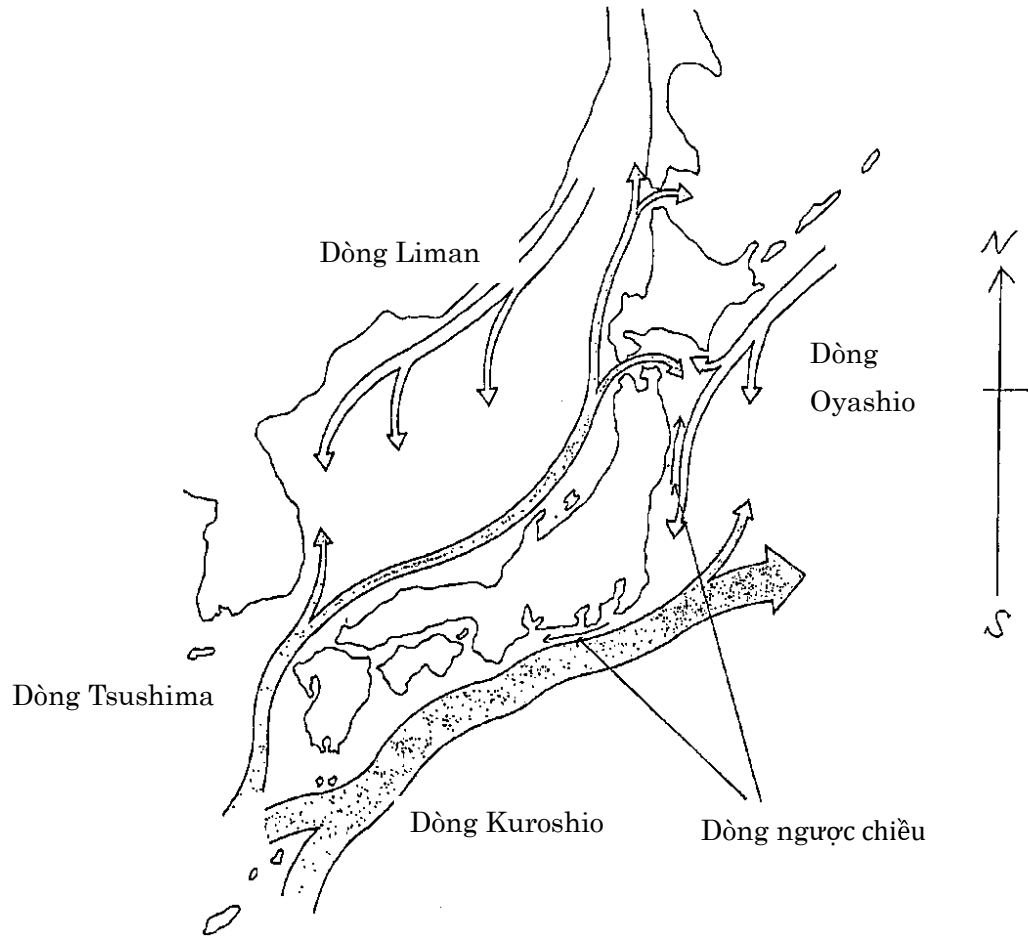 N
Dòng Liman
Dòng
Oyashio
S
Dòng Tsushima
Dòng Kuroshio
Dòng ngược chiều